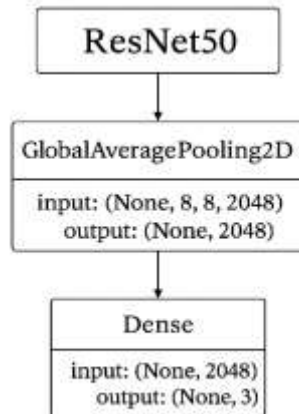 ResNet50
GlobalAveragePooling2D
input: (None, 8, 8, 2048)
output: (None, 2048)
Dense
input: (None, 2048)
output: (None, 3)